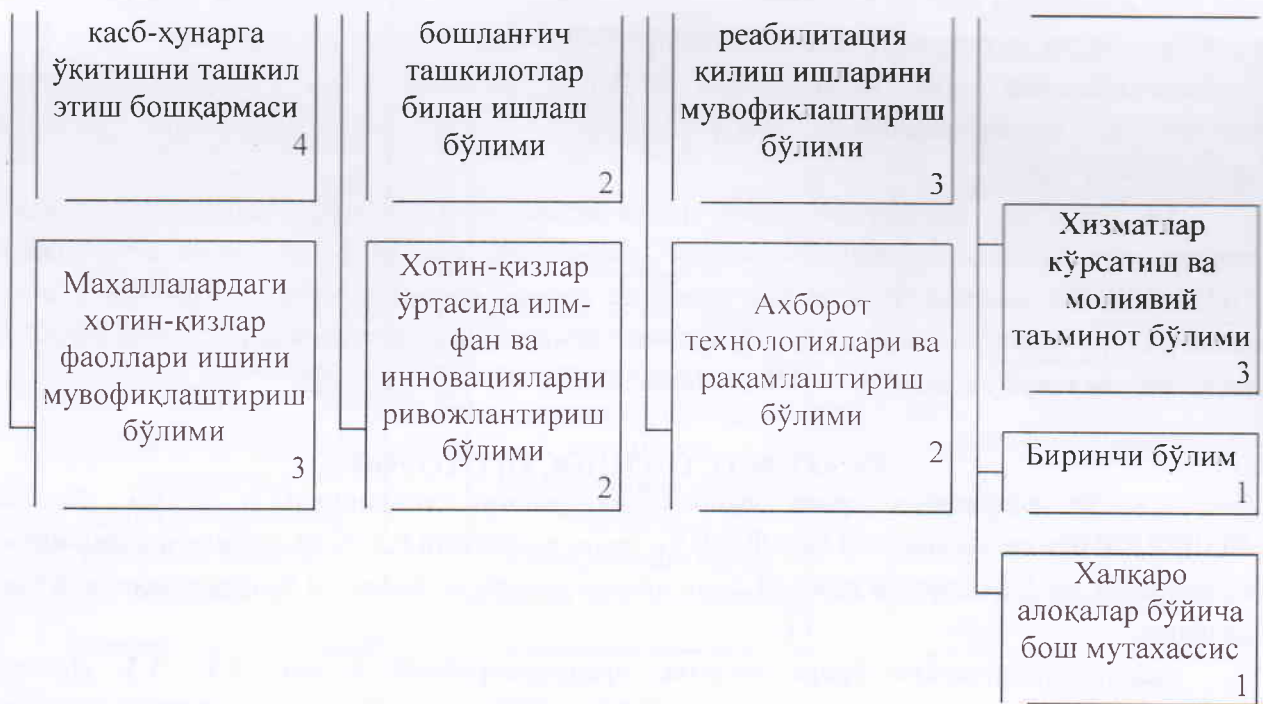 касб-ҳунарга
ўқитишни ташкил
этиш бошқармаси
4
бошланғич
ташкилотлар
билан ишлаш
бўлими
2
реабилитация
қилиш ишларини
мувофиқлаштириш
бўлими
3
Маҳаллалардаги
хотин-қизлар
фаоллари ишини
мувофиқлаштириш
бўлими
3
Хотин-қизлар
ўртасида илм-
фан ва
инновацияларни
ривожлантириш
бўлими
2
Ахборот
технологиялари ва
рақамлаштириш
бўлими
2
Хизматлар
кўрсатиш ва
молиявий
таъминот бўлими
3
Биринчи бўлим
1
Халқаро
алоқалар бўйича
бош мутахассис
1